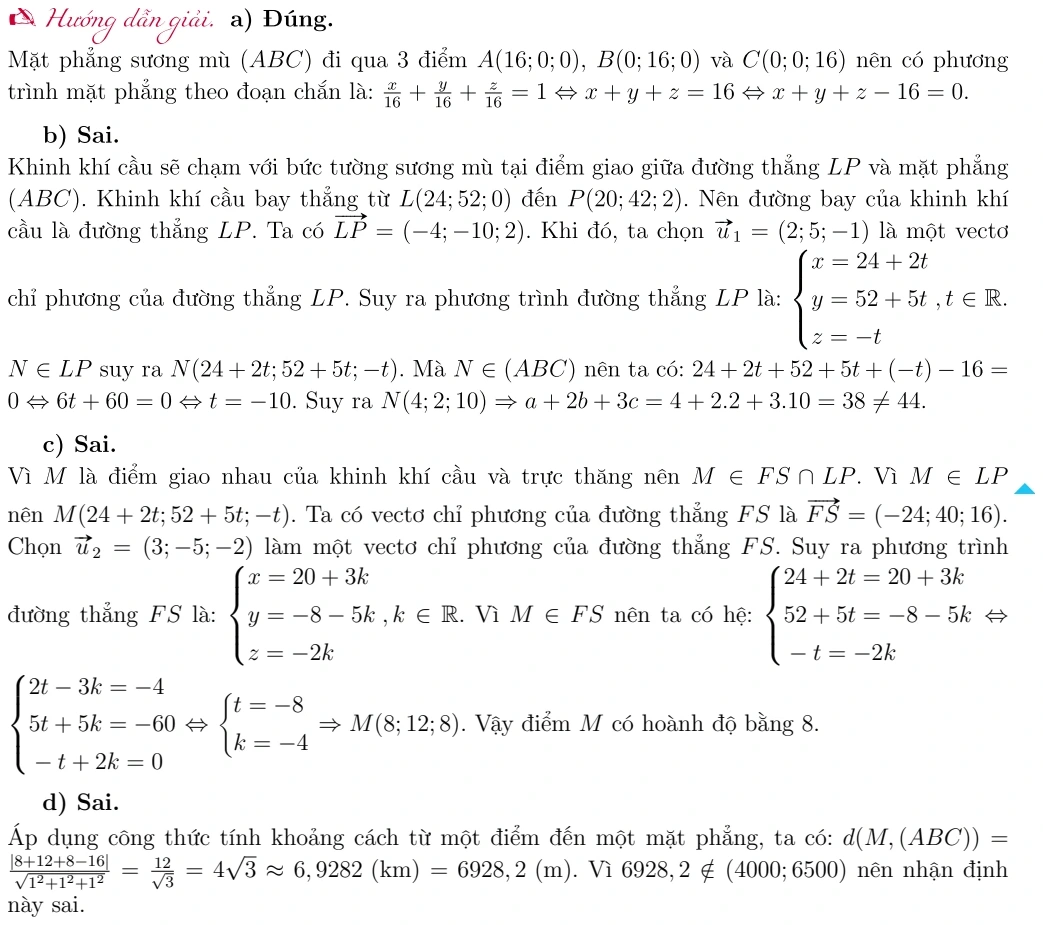 Hướng dẫn giải. a) Đúng.
Mặt phẳng sương mù (ABC) đi qua 3 điểm A(16; 0; 0), B(0; 16; 0) và C(0; 0; 16) nên có phương
trình mặt phẳng theo đoạn chắn là: x/16 + y/16 + z/16 = 1 ⇔ x + y + z = 16 ⇔ x + y + z − 16 = 0.
b) Sai.
Khinh khí cầu sẽ chạm với bức tường sương mù tại điểm giao giữa đường thẳng LP và mặt phẳng
(ABC). Khinh khí cầu bay thẳng từ L(24; 52; 0) đến P(20; 42; 2). Nên đường bay của khinh khí
cầu là đường thẳng LP. Ta có \overrightarrow{LP} = (−4; −10; 2). Khi đó, ta chọn \overrightarrow{u}_1 = (2; 5; −1) là một vectơ
chỉ phương của đường thẳng LP. Suy ra phương trình đường thẳng LP là: { x = 24 + 2t
y = 52 + 5t , t ∈ ℝ.
z = −t
N ∈ LP suy ra N(24 + 2t; 52 + 5t; −t). Mà N ∈ (ABC) nên ta có: 24 + 2t + 52 + 5t + (−t) − 16 =
0 ⇔ 6t + 60 = 0 ⇔ t = −10. Suy ra N(4; 2; 10) ⇒ a + 2b + 3c = 4 + 2.2 + 3.10 = 38 ≠ 44.
c) Sai.
Vì M là điểm giao nhau của khinh khí cầu và trực thăng nên M ∈ FS ∩ LP. Vì M ∈ LP
nên M(24 + 2t; 52 + 5t; −t). Ta có vectơ chỉ phương của đường thẳng FS là \overrightarrow{FS} = (−24; 40; 16).
Chọn \overrightarrow{u}_2 = (3; −5; −2) làm một vectơ chỉ phương của đường thẳng FS. Suy ra phương trình
đường thẳng FS là: { x = 20 + 3k
y = −8 − 5k , k ∈ ℝ. Vì M ∈ FS nên ta có hệ: { 24 + 2t = 20 + 3k
z = −2k
52 + 5t = −8 − 5k ⇔
− t = −2k
{ 2t − 3k = −4
5t + 5k = −60 ⇔ { t = −8
− t + 2k = 0
k = −4 ⇒ M(8; 12; 8). Vậy điểm M có hoành độ bằng 8.
d) Sai.
Áp dụng công thức tính khoảng cách từ một điểm đến một mặt phẳng, ta có: d(M, (ABC)) =
|8+12+8−16|/√(1²+1²+1²) = 12/√3 = 4√3 ≈ 6, 9282 (km) = 6928, 2 (m). Vì 6928, 2 ∉ (4000; 6500) nên nhận định
này sai.